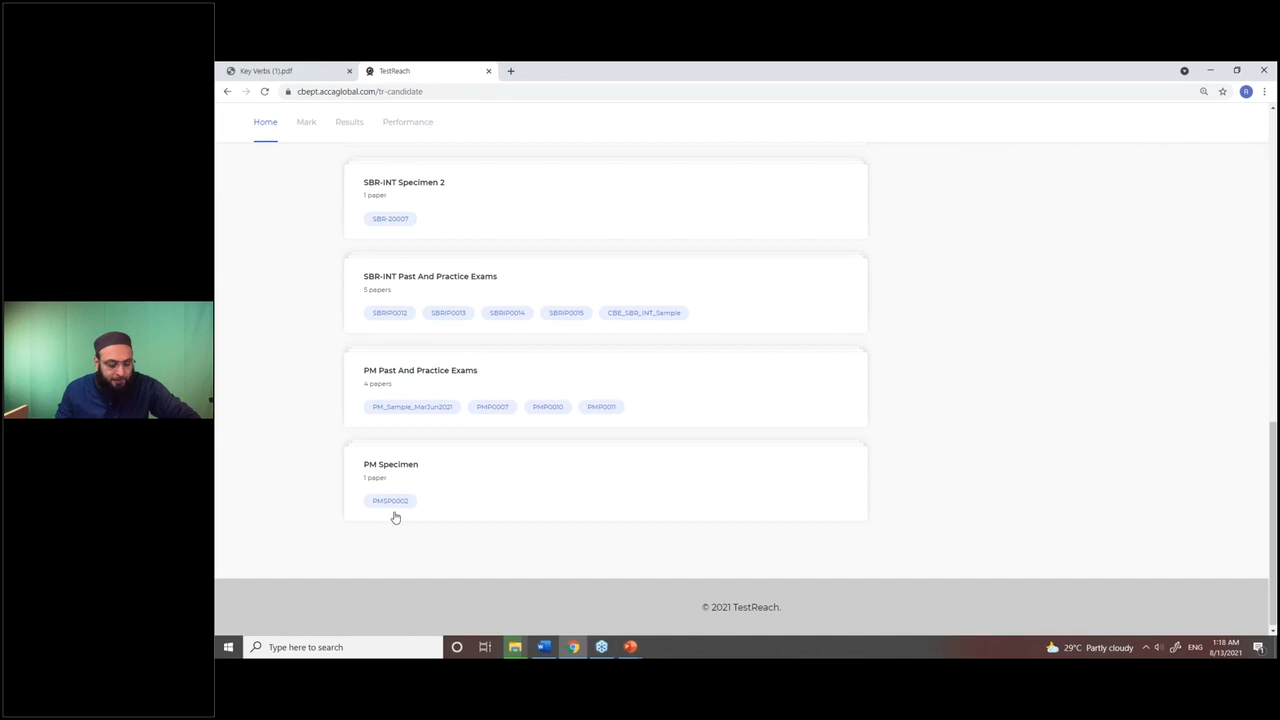 Key Verbs (1).pdf
TestReach
cbept.accaglobal.com/tr-candidate
R
Home Mark Results Performance
SBR-INT Specimen 2
1 paper
SBR-20007
SBR-INT Past And Practice Exams
5 papers
SBRIP0012 SBRIP0013 SBRIP0014 SBRIP0015 CBE_SBR_INT_Sample
PM Past And Practice Exams
4 papers
PM_Sample_MarJun2021 PMP0007 PMP0010 PMP0011
PM Specimen
1 paper
PMSP0002
© 2021 TestReach.
Type here to search
29°C Partly cloudy
ENG
1:18 AM
8/13/2021